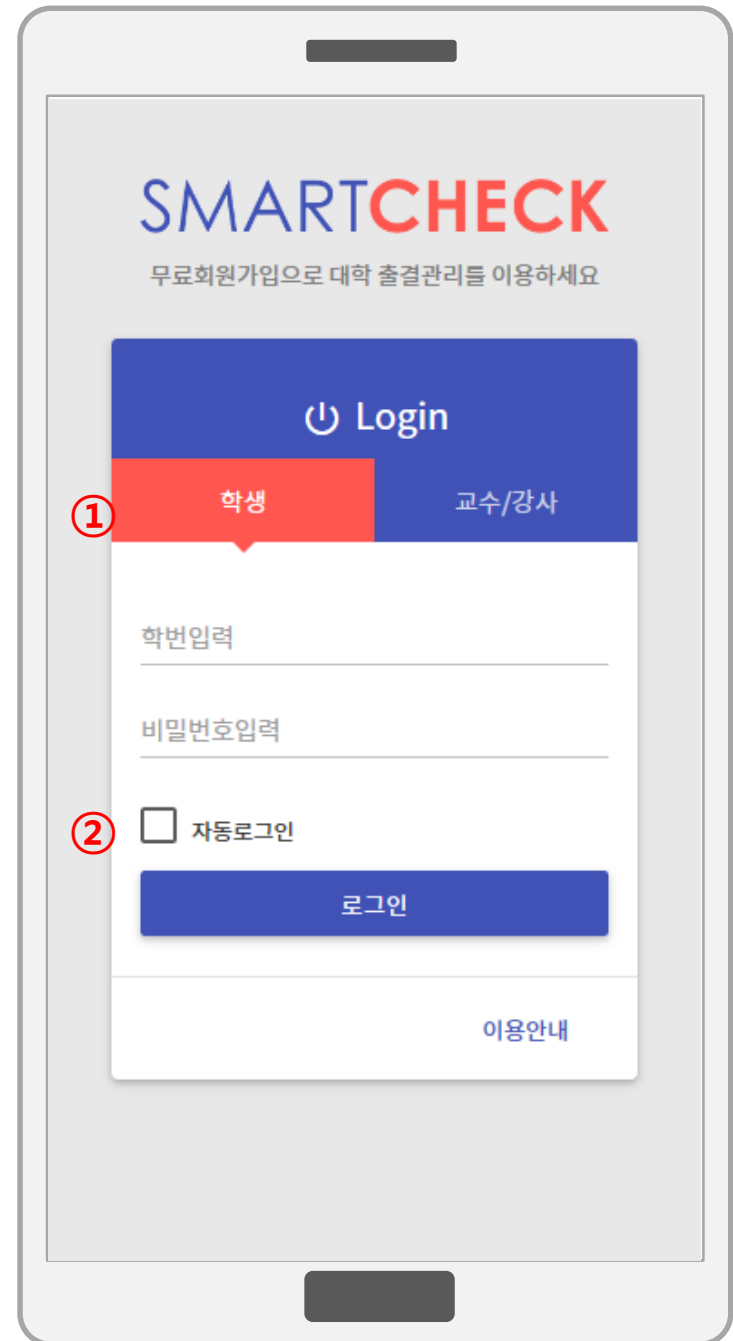 SMARTCHECK
무료회원가입으로 대학 출결관리를 이용하세요
Login
① 학생 교수/강사
학번입력
비밀번호입력
② 자동로그인
로그인
이용안내